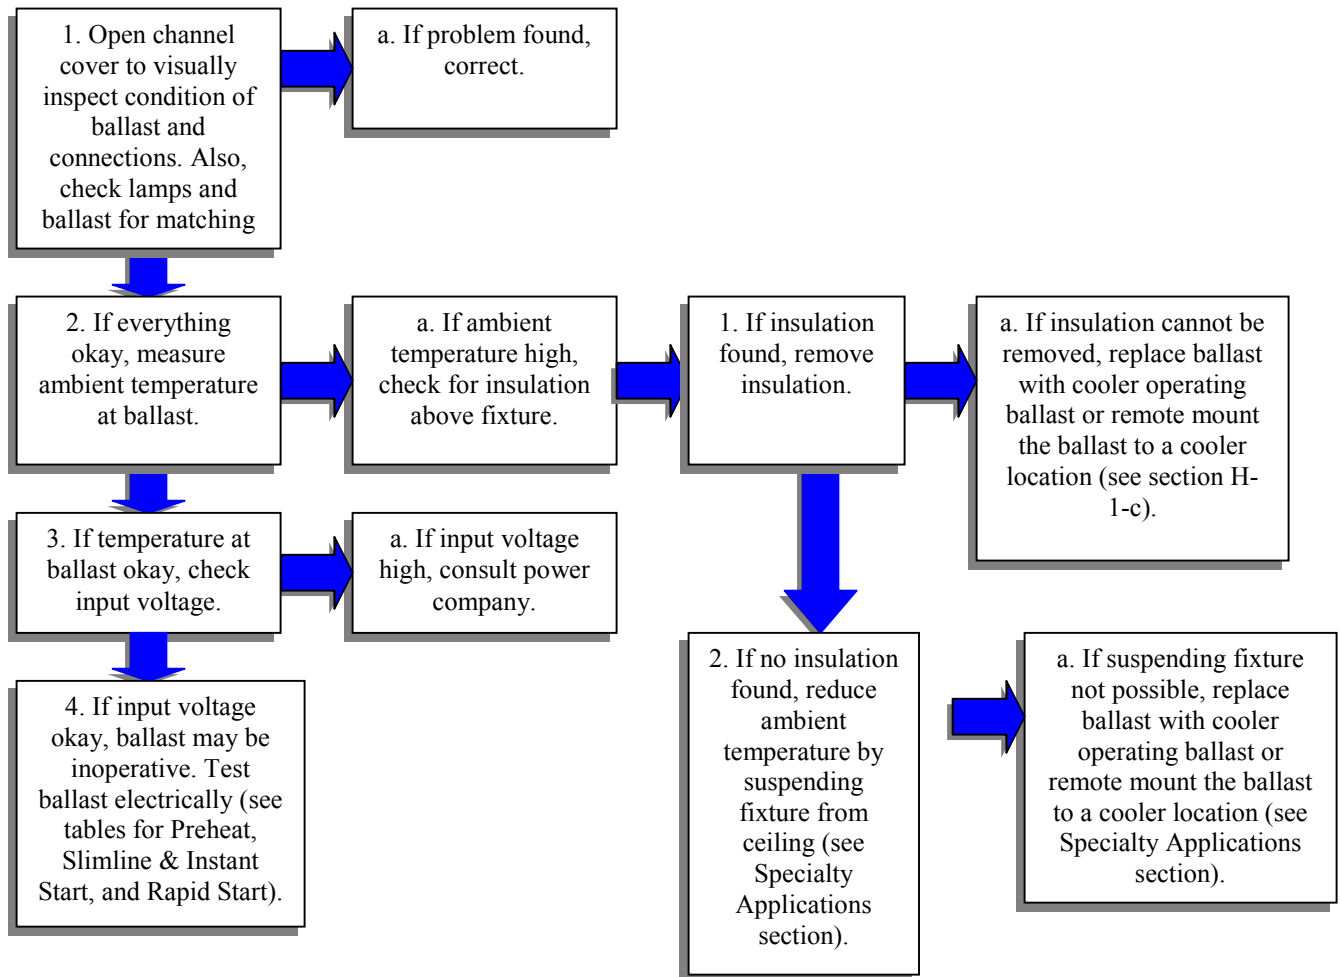 1. Open channel
cover to visually
inspect condition of
ballast and
connections. Also,
check lamps and
ballast for matching
a. If problem found,
correct.
2. If everything
okay, measure
ambient temperature
at ballast.
a. If ambient
temperature high,
check for insulation
above fixture.
1. If insulation
found, remove
insulation.
a. If insulation cannot be
removed, replace ballast
with cooler operating
ballast or remote mount
the ballast to a cooler
location (see section H-
1-c).
3. If temperature at
ballast okay, check
input voltage.
a. If input voltage
high, consult power
company.
2. If no insulation
found, reduce
ambient
temperature by
suspending
fixture from
ceiling (see
Specialty
Applications
section).
a. If suspending fixture
not possible, replace
ballast with cooler
operating ballast or
remote mount the ballast
to a cooler location (see
Specialty Applications
section).
4. If input voltage
okay, ballast may be
inoperative. Test
ballast electrically (see
tables for Preheat,
Slimline & Instant
Start, and Rapid Start).